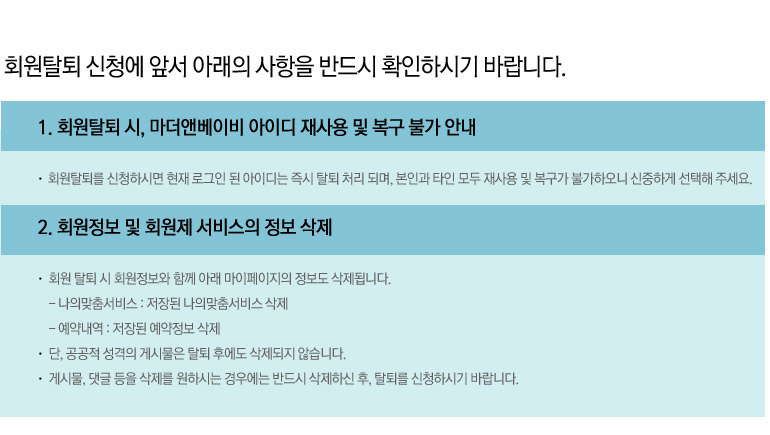 회원탈퇴 신청에 앞서 아래의 사항을 반드시 확인하시기 바랍니다.
1. 회원탈퇴 시, 마더앤베이비 아이디 재사용 및 복구 불가 안내
• 회원탈퇴를 신청하시면 현재 로그인 된 아이디는 즉시 탈퇴 처리 되며, 본인과 타인 모두 재사용 및 복구가 불가하오니 신중하게 선택해 주세요.
2. 회원정보 및 회원제 서비스의 정보 삭제
• 회원 탈퇴 시 회원정보와 함께 아래 마이페이지의 정보도 삭제됩니다.
– 나의맞춤서비스 : 저장된 나의맞춤서비스 삭제
– 예약내역 : 저장된 예약정보 삭제
• 단, 공공적 성격의 게시물은 탈퇴 후에도 삭제되지 않습니다.
• 게시물, 댓글 등을 삭제를 원하시는 경우에는 반드시 삭제하신 후, 탈퇴를 신청하시기 바랍니다.